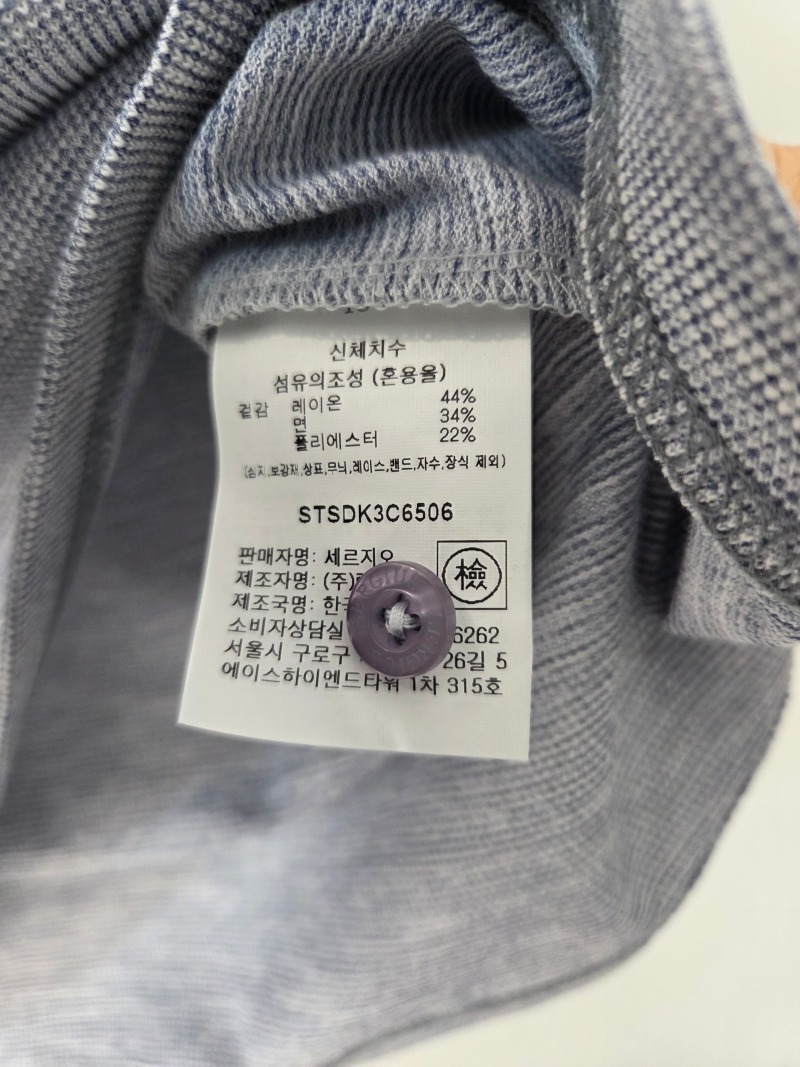 신체치수
섬유의조성 (혼용율)
겉감 레이온 44%
면 34%
폴리에스터 22%
(심지,보강재,상표,무늬,레이스,밴드,자수,장식 제외)
STSDK3C6506
판매자명: 세르지오
檢
제조자명: (주)
제조국명: 한국
소비자상담실 6262
서울시 구로구 26길 5
에이스하이엔드타워 1차 315호